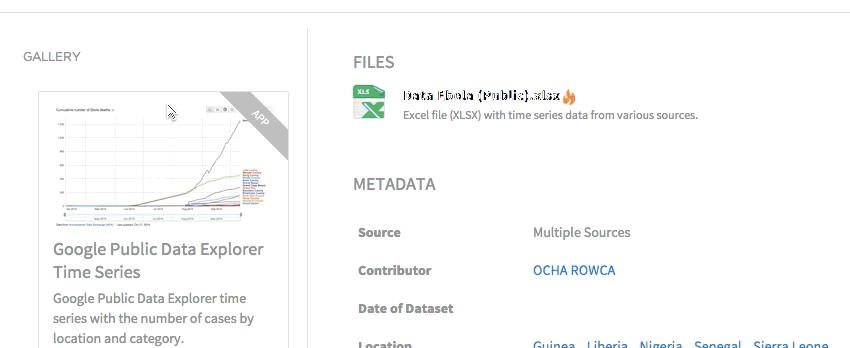 GALLERY
APP
Cumulative number of Ebola deaths
Google Public Data Explorer
Time Series
Google Public Data Explorer time
series with the number of cases by
location and category.
FILES
XLS
Data Ebola (Public).xlsx
Excel file (XLSX) with time series data from various sources.
METADATA
Source Multiple Sources
Contributor OCHA ROWCA
Date of Dataset
Location Guinea Liberia Nigeria Senegal Sierra Leone